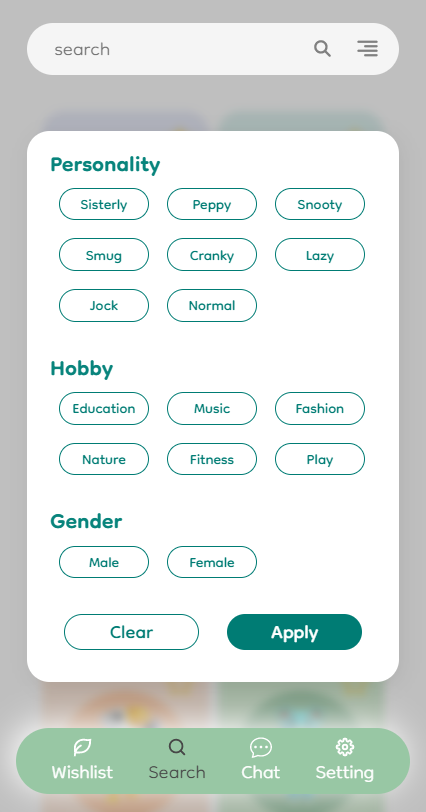 search
Personality
Sisterly Peppy Snooty
Smug Cranky Lazy
Jock Normal
Hobby
Education Music Fashion
Nature Fitness Play
Gender
Male Female
Clear Apply
Wishlist Search Chat Setting